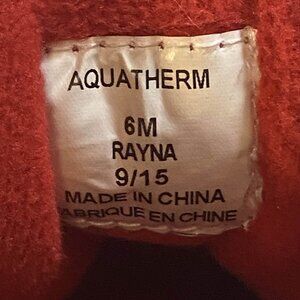 AQUATHERM
6M
RAYNA
9/15
MADE IN CHINA
FABRIQUE EN CHINE